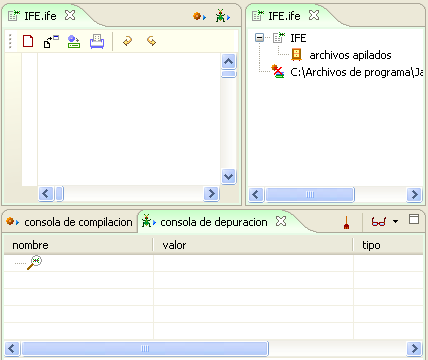 IFE.ife
IFE.ife
IFE
archivos apilados
C:\Archivos de programa\Ja
consola de compilacion
consola de depuracion
nombre valor tipo